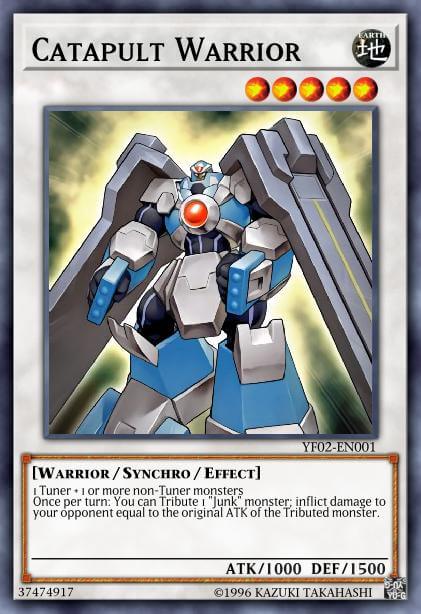 CATAPULT WARRIOR
EARTH
地
YF02-EN001
[WARRIOR / SYNCHRO / EFFECT]
1 Tuner + 1 or more non-Tuner monsters
Once per turn: You can Tribute 1 "Junk" monster; inflict damage to
your opponent equal to the original ATK of the Tributed monster.
ATK/1000 DEF/1500
37474917
©1996 KAZUKI TAKAHASHI